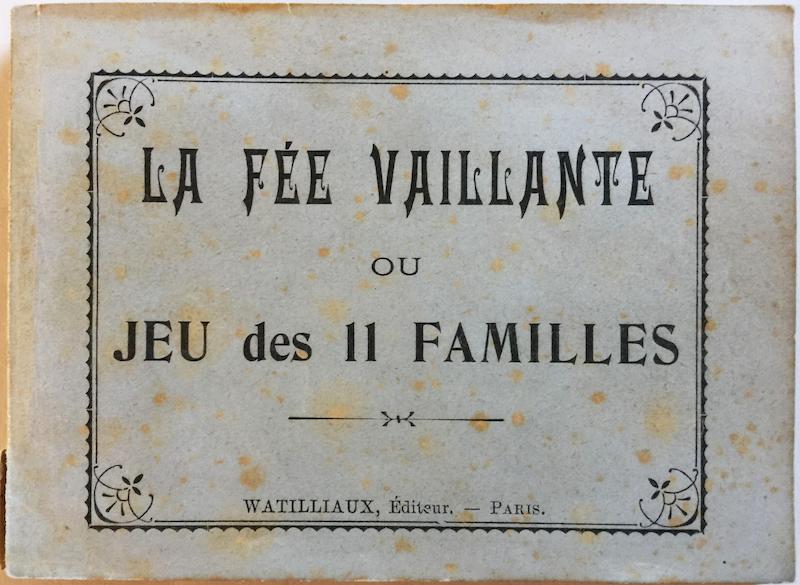 LA FÉE VAILLANTE
OU
JEU des 11 FAMILLES
WATILLIAUX, Éditeur. — PARIS.